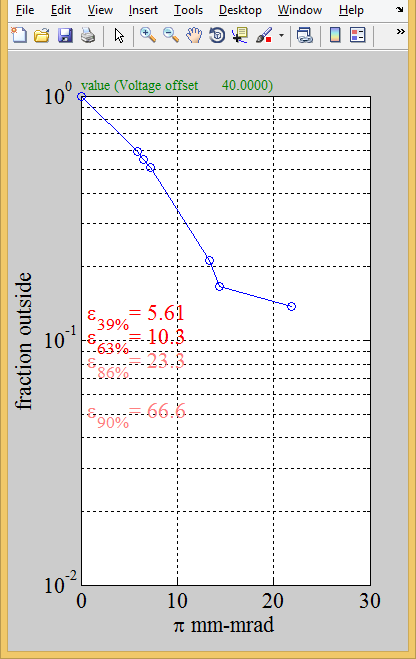 File Edit View Insert Tools Desktop Window Help
value (Voltage offset 40.0000)
10^0
fraction outside
ε39% = 5.61
10^-1
ε63% = 10.3
ε86% = 23.3
ε90% = 66.6
10^-2
0 10 20 30
π mm-mrad